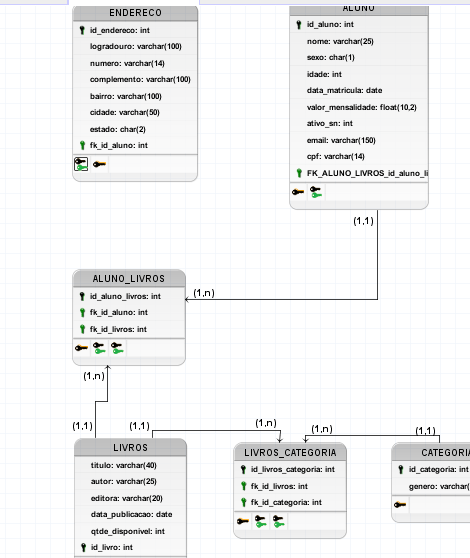 ENDERECO
id_endereco: int
logradouro: varchar(100)
numero: varchar(14)
complemento: varchar(100)
bairro: varchar(100)
cidade: varchar(50)
estado: char(2)
fk_id_aluno: int
ALUNO
id_aluno: int
nome: varchar(25)
sexo: char(1)
idade: int
data_matricula: date
valor_mensalidade: float(10,2)
ativo_sn: int
email: varchar(150)
cpf: varchar(14)
FK_ALUNO_LIVROS_id_aluno_li
(1,1)
(1,n)
ALUNO_LIVROS
id_aluno_livros: int
fk_id_aluno: int
fk_id_livros: int
(1,n)
(1,1)
(1,1)
(1,n)
(1,n)
(1,1)
LIVROS
titulo: varchar(40)
autor: varchar(25)
editora: varchar(20)
data_publicacao: date
qtde_disponivel: int
id_livro: int
LIVROS_CATEGORIA
id_livros_categoria: int
fk_id_livros: int
fk_id_categoria: int
CATEGORIA
id_categoria: int
genero: varchar(